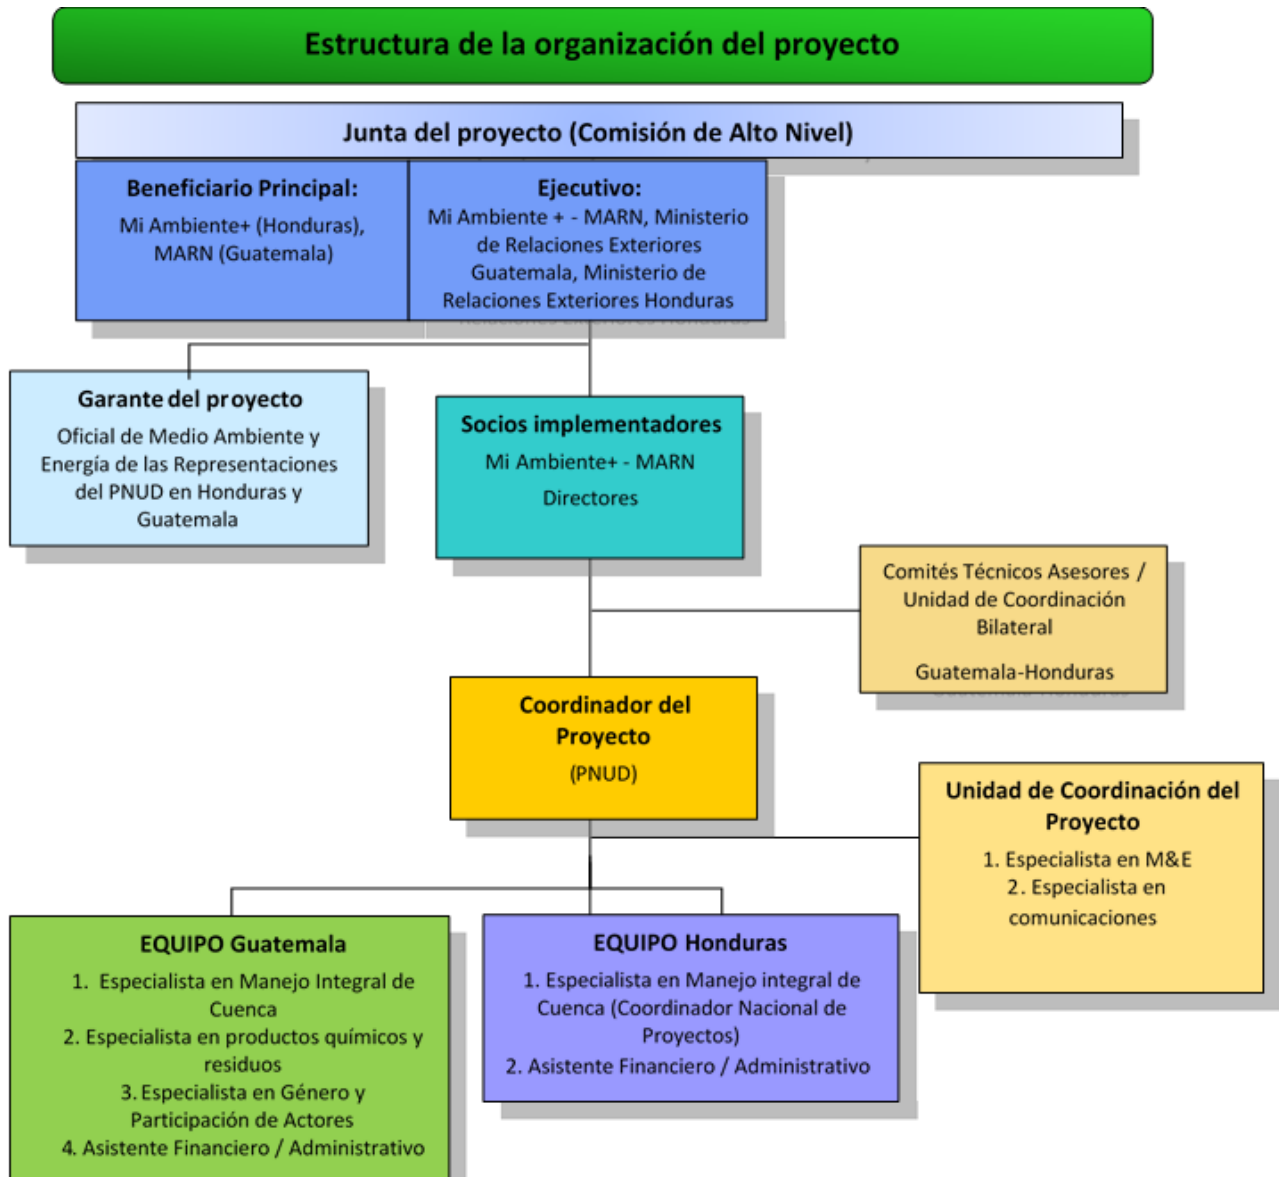 Estructura de la organización del proyecto
Junta del proyecto (Comisión de Alto Nivel)
Beneficiario Principal:
Mi Ambiente+ (Honduras),
MARN (Guatemala)
Ejecutivo:
Mi Ambiente + - MARN, Ministerio
de Relaciones Exteriores
Guatemala, Ministerio de
Relaciones Exteriores Honduras
Garante del proyecto
Oficial de Medio Ambiente y
Energía de las Representaciones
del PNUD en Honduras y
Guatemala
Socios implementadores
Mi Ambiente+ - MARN
Directores
Comités Técnicos Asesores /
Unidad de Coordinación
Bilateral
Guatemala-Honduras
Coordinador del
Proyecto
(PNUD)
Unidad de Coordinación del
Proyecto
1. Especialista en M&E
2. Especialista en
comunicaciones
EQUIPO Guatemala
1. Especialista en Manejo Integral de
Cuenca
2. Especialista en productos químicos y
residuos
3. Especialista en Género y
Participación de Actores
4. Asistente Financiero / Administrativo
EQUIPO Honduras
1. Especialista en Manejo integral de
Cuenca (Coordinador Nacional de
Proyectos)
2. Asistente Financiero / Administrativo